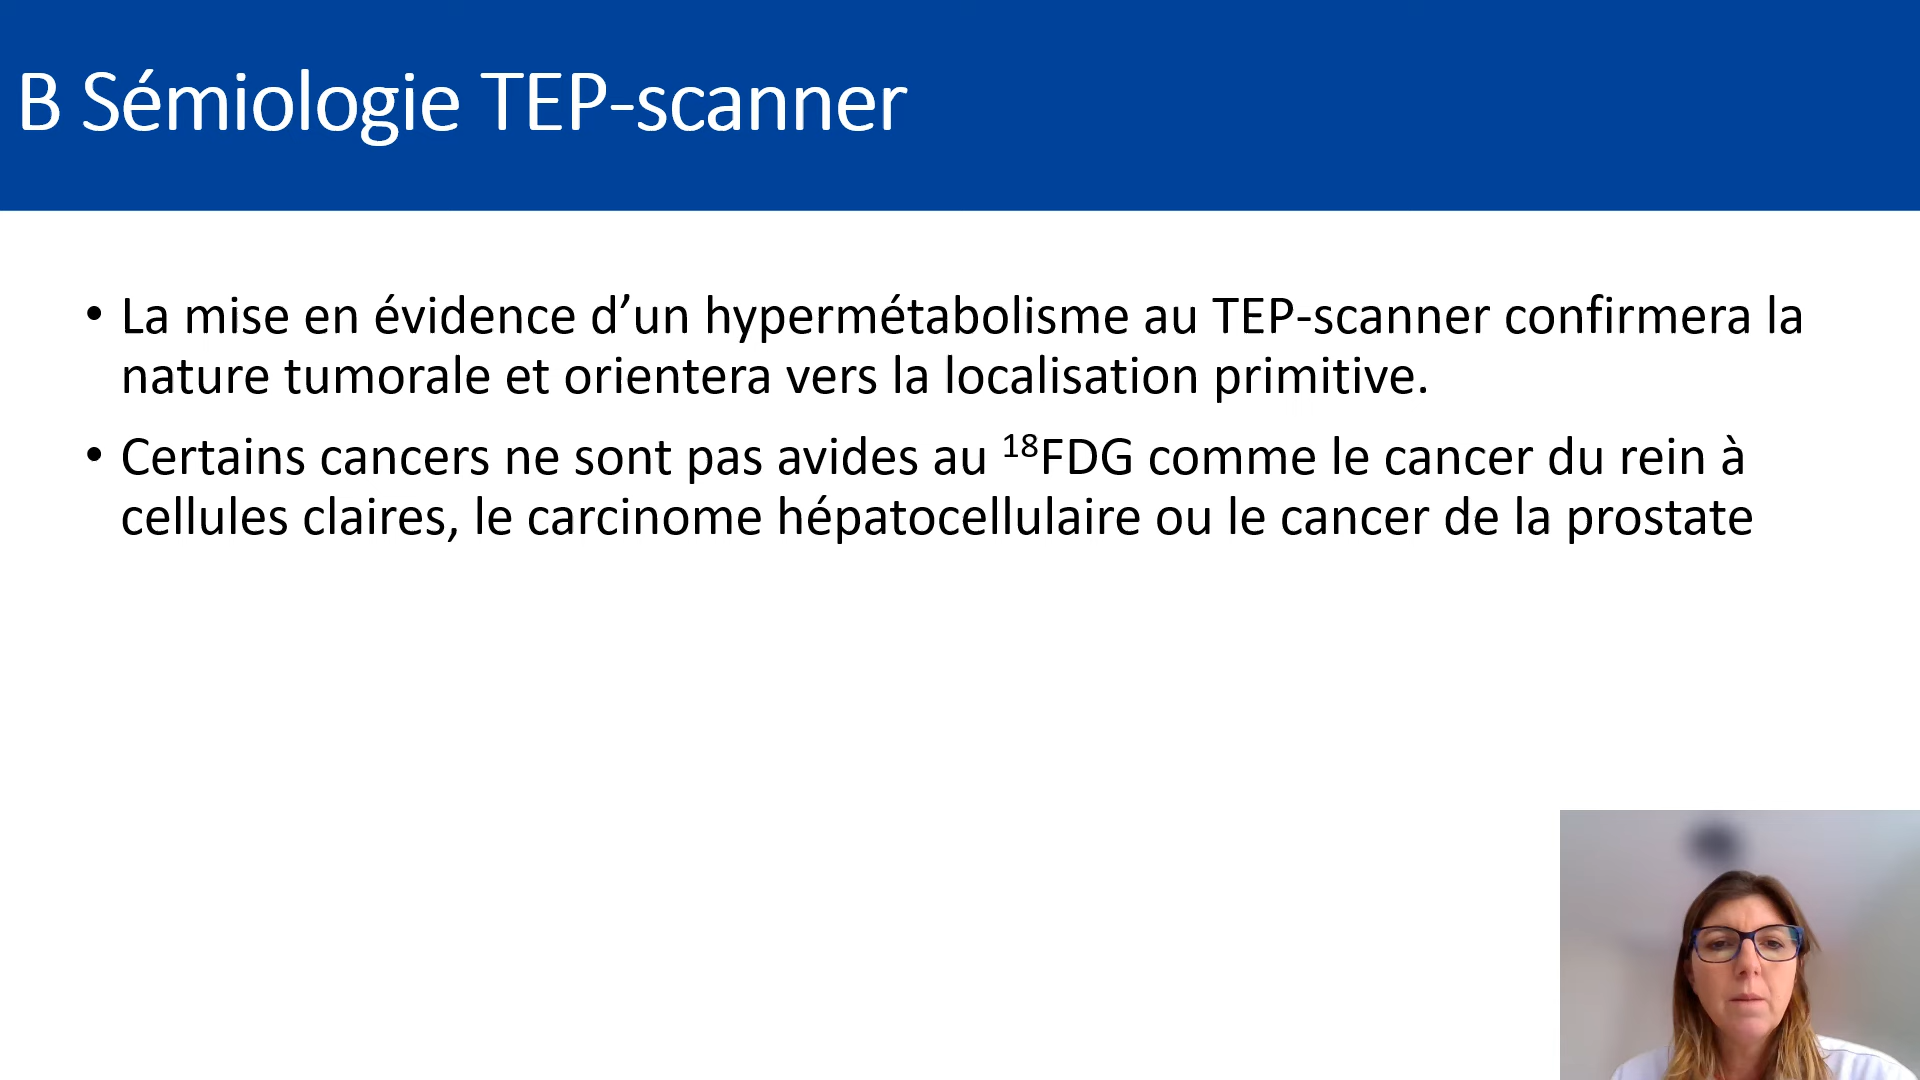 B Sémiologie TEP-scanner
• La mise en évidence d’un hypermétabolisme au TEP-scanner confirmera la
nature tumorale et orientera vers la localisation primitive.
• Certains cancers ne sont pas avides au ¹⁸FDG comme le cancer du rein à
cellules claires, le carcinome hépatocellulaire ou le cancer de la prostate